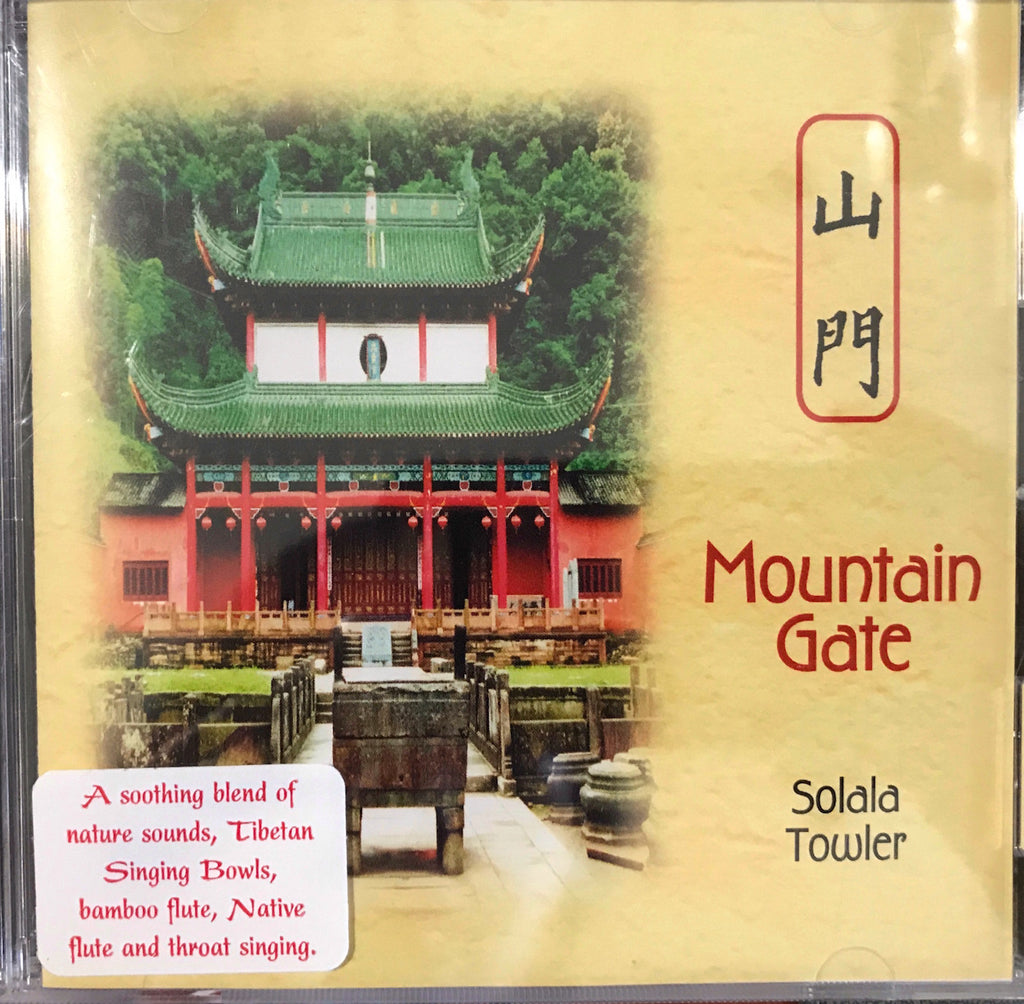 山門
Mountain
Gate
Solala
Towler
A soothing blend of
nature sounds, Tibetan
Singing Bowls,
bamboo flute, Native
flute and throat singing.